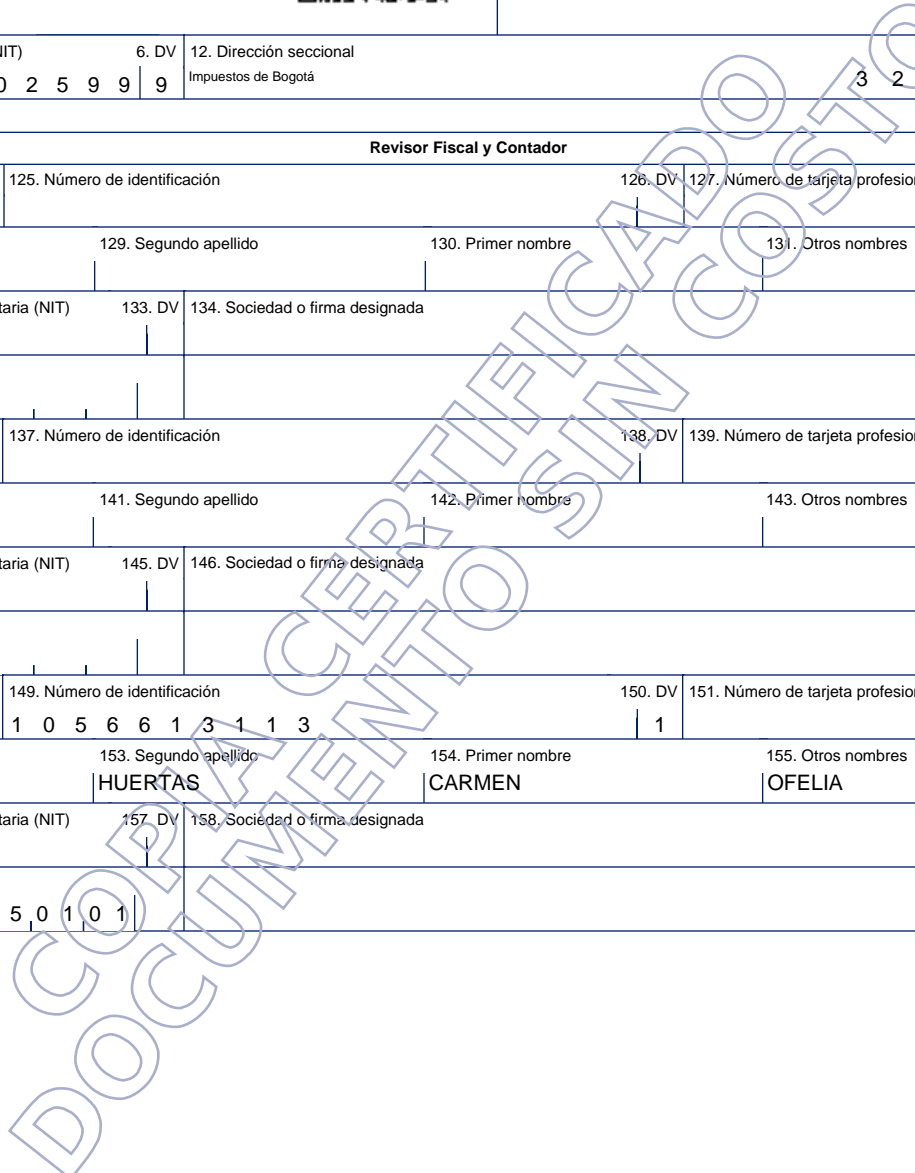 IIT) 6. DV 12. Dirección seccional
0 2 5 9 9 9 Impuestos de Bogotá 3 2
Revisor Fiscal y Contador
125. Número de identificación 126. DV 127. Número de tarjeta profesion
129. Segundo apellido 130. Primer nombre 131. Otros nombres
taria (NIT) 133. DV 134. Sociedad o firma designada
137. Número de identificación 138. DV 139. Número de tarjeta profesion
141. Segundo apellido 142. Primer nombre 143. Otros nombres
taria (NIT) 145. DV 146. Sociedad o firma designada
149. Número de identificación 150. DV 151. Número de tarjeta profesion
1 0 5 6 6 1 3 1 1 3 1
153. Segundo apellido 154. Primer nombre 155. Otros nombres
HUERTAS CARMEN OFELIA
taria (NIT) 157. DV 158. Sociedad o firma designada
5 0 1 0 1
COPIA CERTIFICADO
DOCUMENTO SIN COSTO